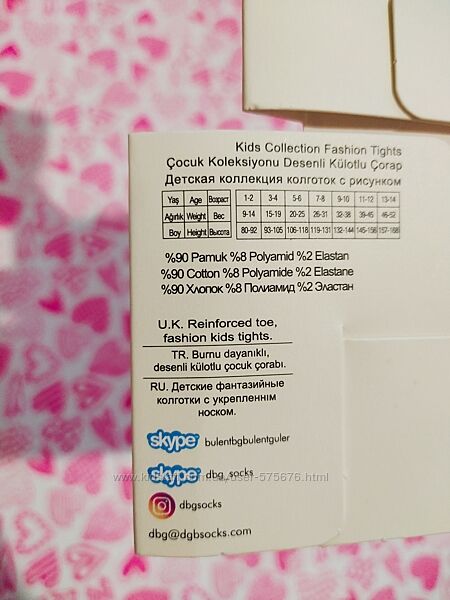 Kids Collection Fashion Tights
Çocuk Koleksiyonu Desenli Külotlu Çorap
Детская коллекция колготок с рисунком
Yaş Age Возраст 1-2 3-4 5-6 7-8 9-10 11-12 13-14
Ağırlık Weight Вес 9-14 15-19 20-25 26-31 32-38 39-45 46-52
Boy Height Высота 80-92 93-105 106-118 119-131 132-144 145-156 157-168
%90 Pamuk %8 Polyamid %2 Elastan
%90 Cotton %8 Polyamide %2 Elastane
%90 Хлопок %8 Полиамид %2 Эластан
U.K. Reinforced toe,
fashion kids tights.
TR. Burnu dayanıklı,
desenli külotlu çocuk çorabı.
RU. Детские фантазийные
колготки с укрепленнiм
носком.
skype bulentbgbulentguler
skype dbg_socks
dbgsocks
dbg@dgbsocks.com